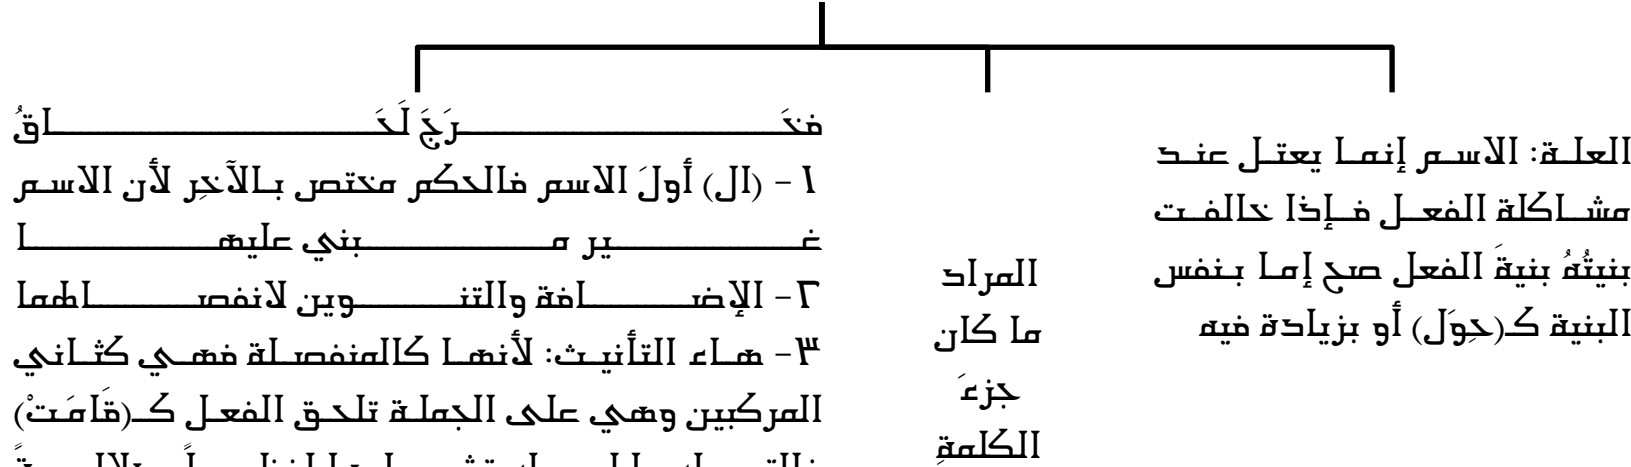 العلة: الاسم إنما يعتل عند
مشاكلة الفعل فإذا خالفت
بنيتُهُ بنيةَ الفعل صح إما بنفس
البنية كـ(حِوَل) أو بزيادة فيه
المراد
ما كان
جزءَ
الكلمةِ
فخَرَجَ لَحَاقُ
١- (ال) أولَ الاسم فالحكم مختص بالآخِر لأن الاسم
غير مبني عليها
٢- الإضافة والتنوين لانفصالهما
٣- هاء التأنيث: لأنها كالمنفصلة فهي كثاني
المركبين وهي على الجملة تلحق الفعل كـ(قَامَتْ)